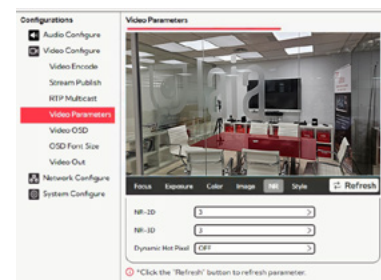 Configurations
Video Parameters
Audio Configure
Video Configure
Video Encode
Stream Publish
RTP Multicast
Video Parameters
Video OSD
OSD Font Size
Video Out
Network Configure
System Configure
Focus Exposure Color Image NR Style
Refresh
NR-2D 3
NR-3D 3
Dynamic Hot Pixel OFF
*Click the "Refresh" button to refresh parameter.